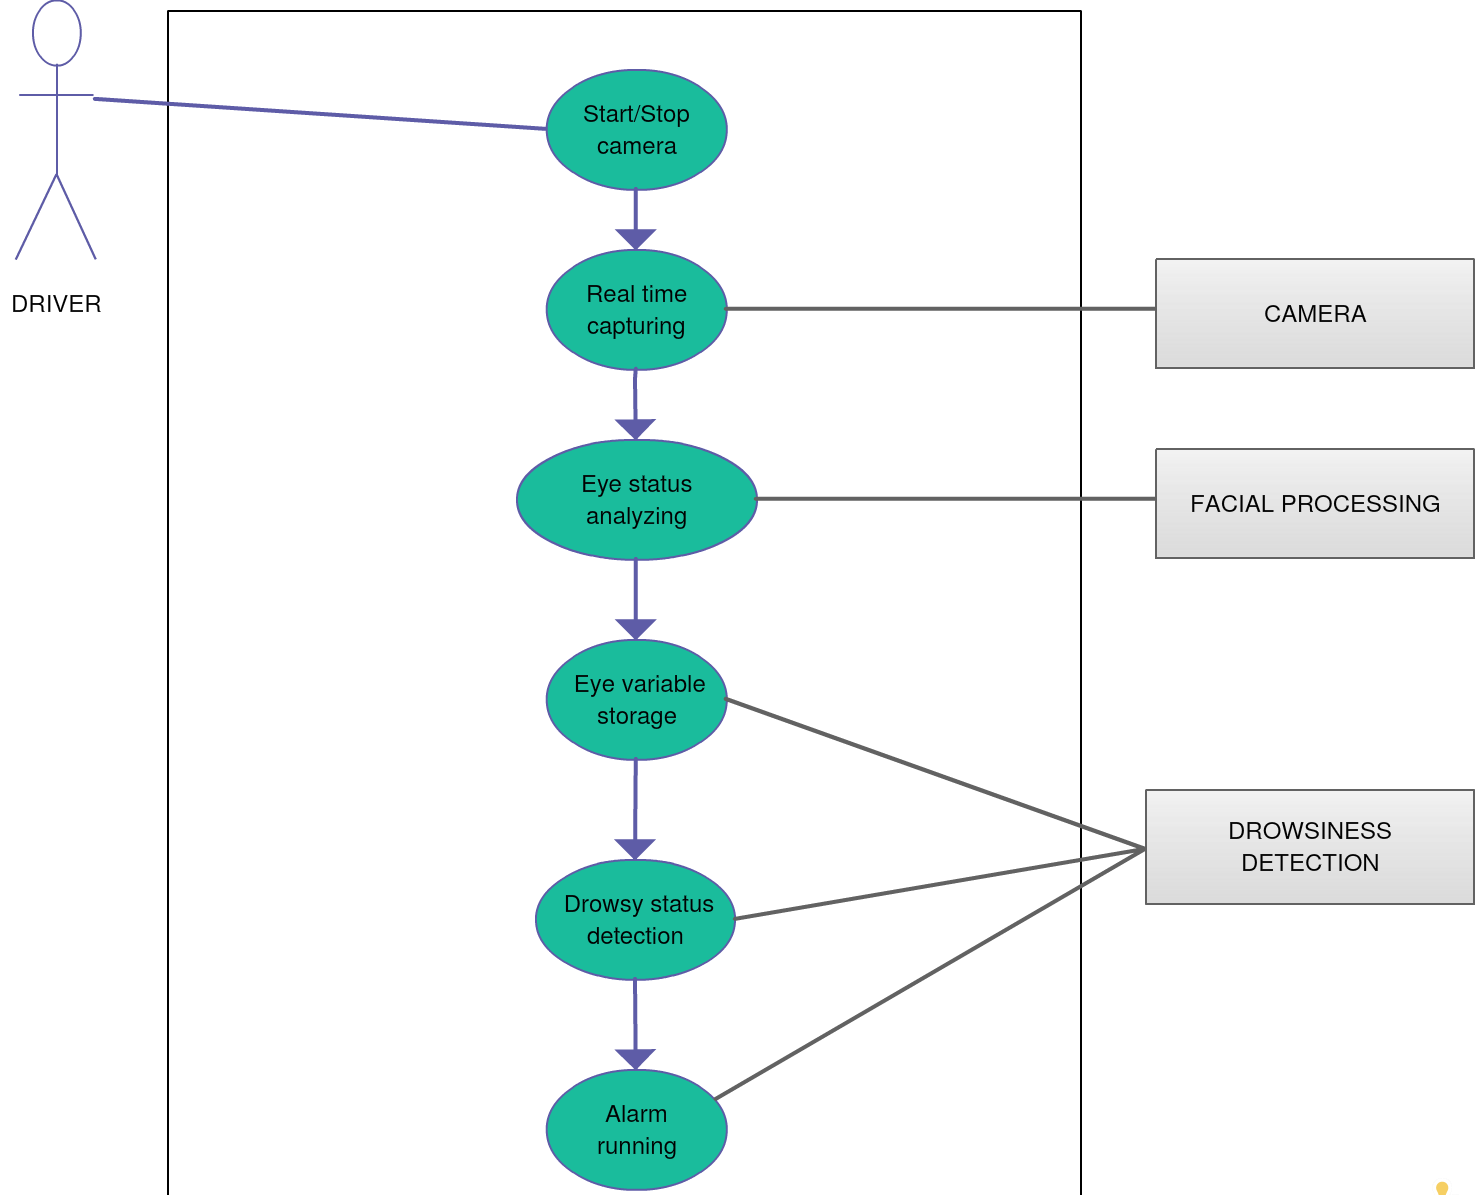 Start/Stop
camera
DRIVER
Real time
capturing
CAMERA
Eye status
analyzing
FACIAL PROCESSING
Eye variable
storage
DROWSINESS
DETECTION
Drowsy status
detection
Alarm
running